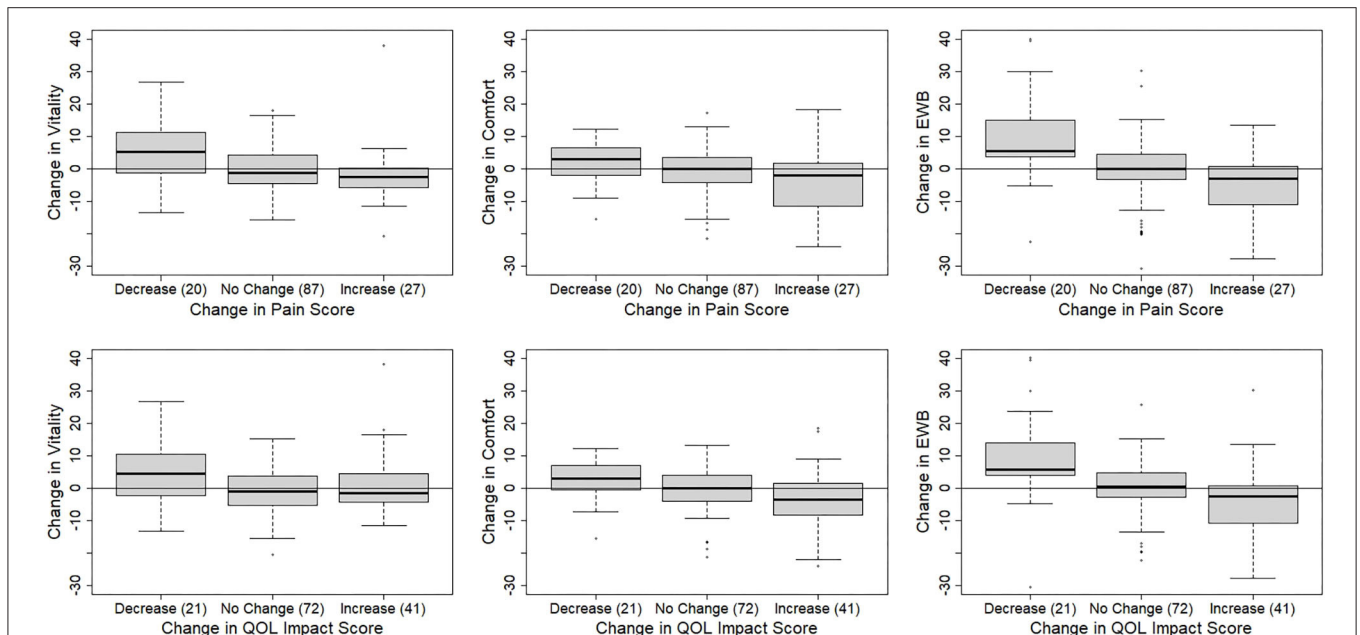 Change in Vitality
40
30
20
10
0
-10
-30
Decrease (20) No Change (87) Increase (27)
Change in Pain Score
Change in Comfort
40
30
20
10
0
-10
-30
Decrease (20) No Change (87) Increase (27)
Change in Pain Score
Change in EWB
40
30
20
10
0
-10
-30
Decrease (20) No Change (87) Increase (27)
Change in Pain Score
Change in Vitality
40
30
20
10
0
-10
-30
Decrease (21) No Change (72) Increase (41)
Change in QOL Impact Score
Change in Comfort
40
30
20
10
0
-10
-30
Decrease (21) No Change (72) Increase (41)
Change in QOL Impact Score
Change in EWB
40
30
20
10
0
-10
-30
Decrease (21) No Change (72) Increase (41)
Change in QOL Impact Score